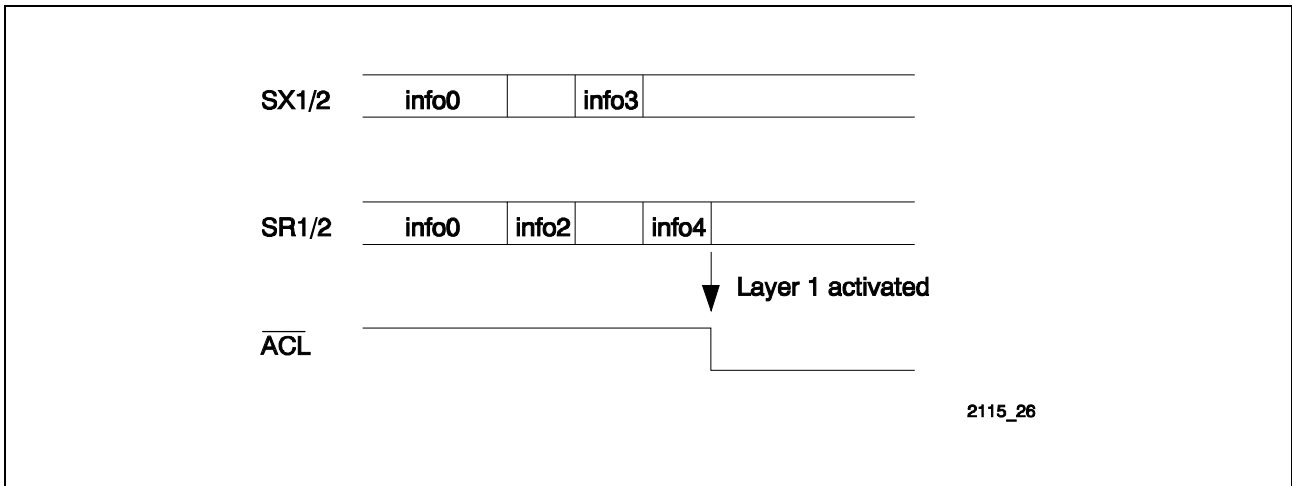 SX1/2 info0 info3
SR1/2 info0 info2 info4
Layer 1 activated
ACL
2115_26